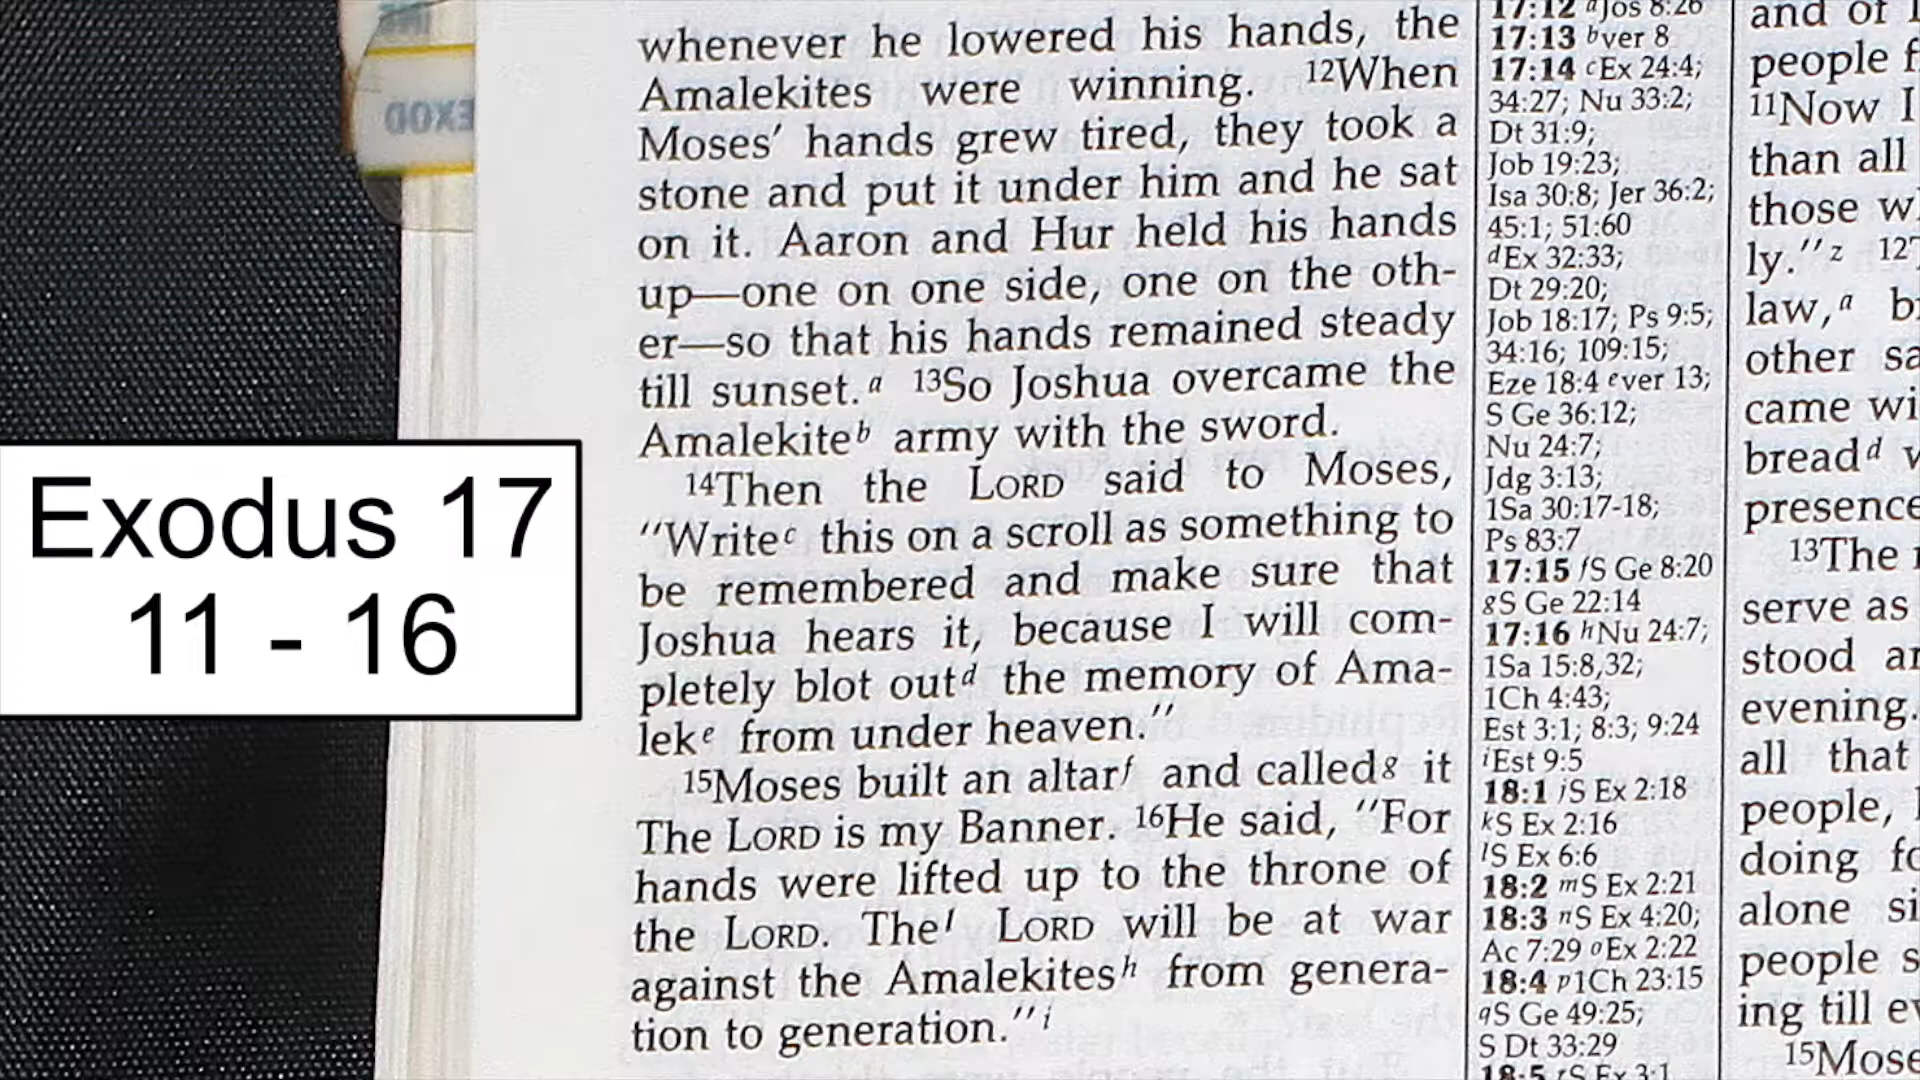 EXOD
Exodus 17
11 - 16
whenever he lowered his hands, the
Amalekites were winning. 12When
Moses’ hands grew tired, they took a
stone and put it under him and he sat
on it. Aaron and Hur held his hands
up—one on one side, one on the oth-
er—so that his hands remained steady
till sunset.a 13So Joshua overcame the
Amalekiteb army with the sword.
14Then the LORD said to Moses,
“Writec this on a scroll as something to
be remembered and make sure that
Joshua hears it, because I will com-
pletely blot outd the memory of Ama-
leke from under heaven.”
15Moses built an altarf and calledg it
The LORD is my Banner. 16He said, “For
hands were lifted up to the throne of
the LORD. Thel LORD will be at war
against the Amalekitesh from genera-
tion to generation.”i
17:12 aJos 8:26
17:13 bver 8
17:14 cEx 24:4;
34:27; Nu 33:2;
Dt 31:9;
Job 19:23;
Isa 30:8; Jer 36:2;
45:1; 51:60
dEx 32:33;
Dt 29:20;
Job 18:17; Ps 9:5;
34:16; 109:15;
Eze 18:4 ever 13;
S Ge 36:12;
Nu 24:7;
Jdg 3:13;
1Sa 30:17-18;
Ps 83:7
17:15 fS Ge 8:20
gS Ge 22:14
17:16 hNu 24:7;
1Sa 15:8,32;
1Ch 4:43;
Est 3:1; 8:3; 9:24
iEst 9:5
18:1 jS Ex 2:18
kS Ex 2:16
lS Ex 6:6
18:2 mS Ex 2:21
18:3 nS Ex 4:20;
Ac 7:29 oEx 2:22
18:4 p1Ch 23:15
qS Ge 49:25;
S Dt 33:29
18:5 rS Ex 3:1
and of
people
11Now I
than all
those
ly.”z 12
law,a
other
came
breadd
presence
13The
serve as
stood
evening.
all that
people,
doing
alone
people
ing till
15Mose